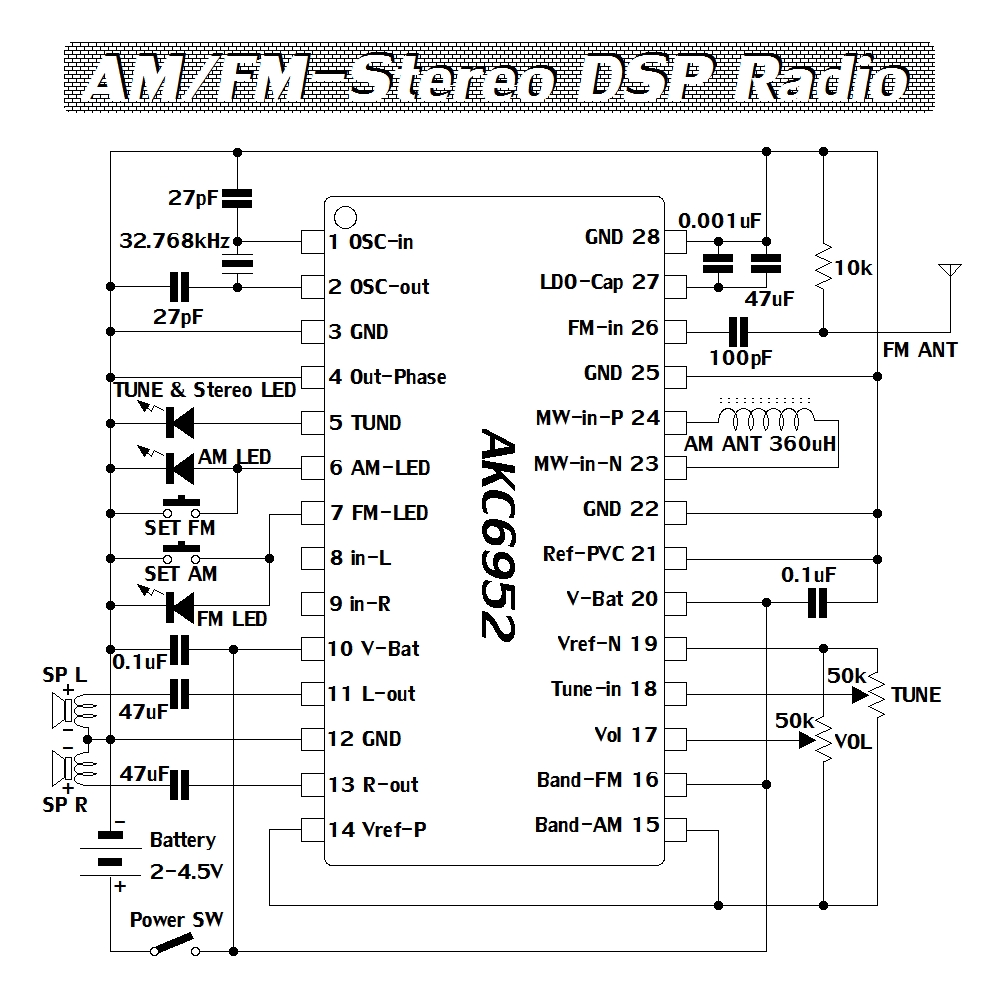 AM/FM-Stereo DSP Radio
27pF
32.768kHz
27pF
TUNE & Stereo LED
AM LED
SET FM
SET AM
FM LED
0.1uF
SP L
+
47uF
−
−
47uF
+
SP R
−
Battery
2-4.5V
+
Power SW
1 OSC-in
2 OSC-out
3 GND
4 Out-Phase
5 TUND
6 AM-LED
7 FM-LED
8 in-L
9 in-R
10 V-Bat
11 L-out
12 GND
13 R-out
14 Vref-P
AKC6952
GND 28
LDO-Cap 27
FM-in 26
GND 25
MW-in-P 24
MW-in-N 23
GND 22
Ref-PVC 21
V-Bat 20
Vref-N 19
Tune-in 18
Vol 17
Band-FM 16
Band-AM 15
0.001uF
47uF
10k
100pF
FM ANT
AM ANT 360uH
0.1uF
50k
TUNE
50k
VOL